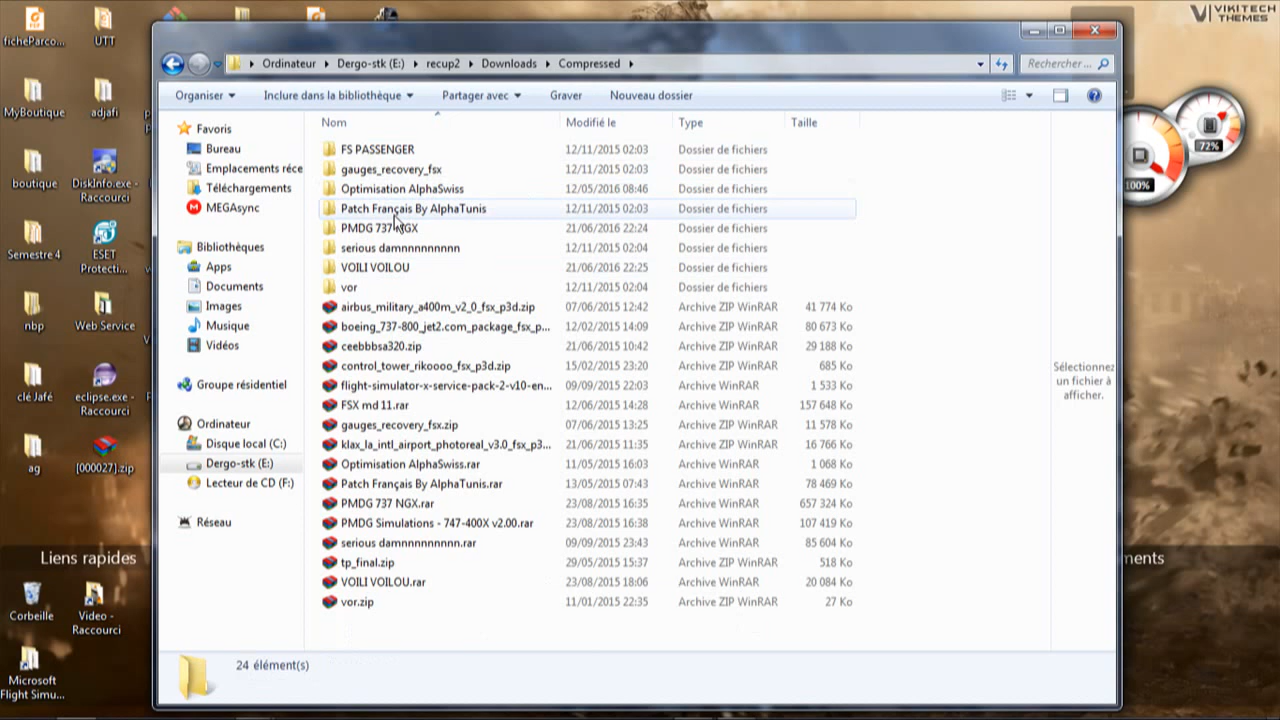 VIKITECH
THEMES
ficheParco...
UTT
MyBoutique
adjafi
boutique
DiskInfo.exe -
Raccourci
Semestre 4
ESET
Protecti...
nbp
Web Service
clé Jafé
eclipse.exe -
Raccourci
ag
[000027].zip
Liens rapides
Corbeille
Video -
Raccourci
Microsoft
Flight Simu...
Ordinateur
Dergo-stk (E:)
recup2
Downloads
Compressed
Rechercher ...
Organiser
Inclure dans la bibliothèque
Partager avec
Graver
Nouveau dossier
Favoris
Bureau
Emplacements réce
Téléchargements
MEGAsync
Bibliothèques
Apps
Documents
Images
Musique
Vidéos
Groupe résidentiel
Ordinateur
Disque local (C:)
Dergo-stk (E:)
Lecteur de CD (F:)
Réseau
Nom Modifié le Type Taille
FS PASSENGER 12/11/2015 02:03 Dossier de fichiers
gauges_recovery_fsx 12/11/2015 02:03 Dossier de fichiers
Optimisation AlphaSwiss 12/05/2016 08:46 Dossier de fichiers
Patch Français By AlphaTunis 12/11/2015 02:03 Dossier de fichiers
PMDG 737 NGX 21/06/2016 22:24 Dossier de fichiers
serious damnnnnnnnnn 12/11/2015 02:04 Dossier de fichiers
VOILI VOILOU 21/06/2016 22:25 Dossier de fichiers
vor 12/11/2015 02:04 Dossier de fichiers
airbus_military_a400m_v2_0_fsx_p3d.zip 07/06/2015 12:42 Archive ZIP WinRAR 41 774 Ko
boeing_737-800_jet2.com_package_fsx_p... 12/02/2015 14:09 Archive ZIP WinRAR 80 673 Ko
ceebbbsa320.zip 21/06/2015 10:42 Archive ZIP WinRAR 29 188 Ko
control_tower_rikoooo_fsx_p3d.zip 15/02/2015 23:20 Archive ZIP WinRAR 685 Ko
flight-simulator-x-service-pack-2-v10-en... 09/09/2015 22:03 Archive WinRAR 1 533 Ko
FSX md 11.rar 12/06/2015 14:28 Archive WinRAR 157 648 Ko
gauges_recovery_fsx.zip 07/06/2015 13:25 Archive ZIP WinRAR 11 578 Ko
klax_la_intl_airport_photoreal_v3.0_fsx_p3... 21/06/2015 11:35 Archive ZIP WinRAR 16 766 Ko
Optimisation AlphaSwiss.rar 11/05/2015 16:03 Archive WinRAR 1 068 Ko
Patch Français By AlphaTunis.rar 13/05/2015 07:43 Archive WinRAR 78 469 Ko
PMDG 737 NGX.rar 23/08/2015 16:35 Archive WinRAR 657 324 Ko
PMDG Simulations - 747-400X v2.00.rar 23/08/2015 16:38 Archive WinRAR 107 419 Ko
serious damnnnnnnnnn.rar 09/09/2015 23:43 Archive WinRAR 85 604 Ko
tp_final.zip 29/05/2015 15:37 Archive ZIP WinRAR 518 Ko
VOILI VOILOU.rar 23/08/2015 18:06 Archive WinRAR 20 084 Ko
vor.zip 11/01/2015 22:35 Archive ZIP WinRAR 27 Ko
Sélectionnez
un fichier à
afficher.
24 élément(s)
72%
100%
ments